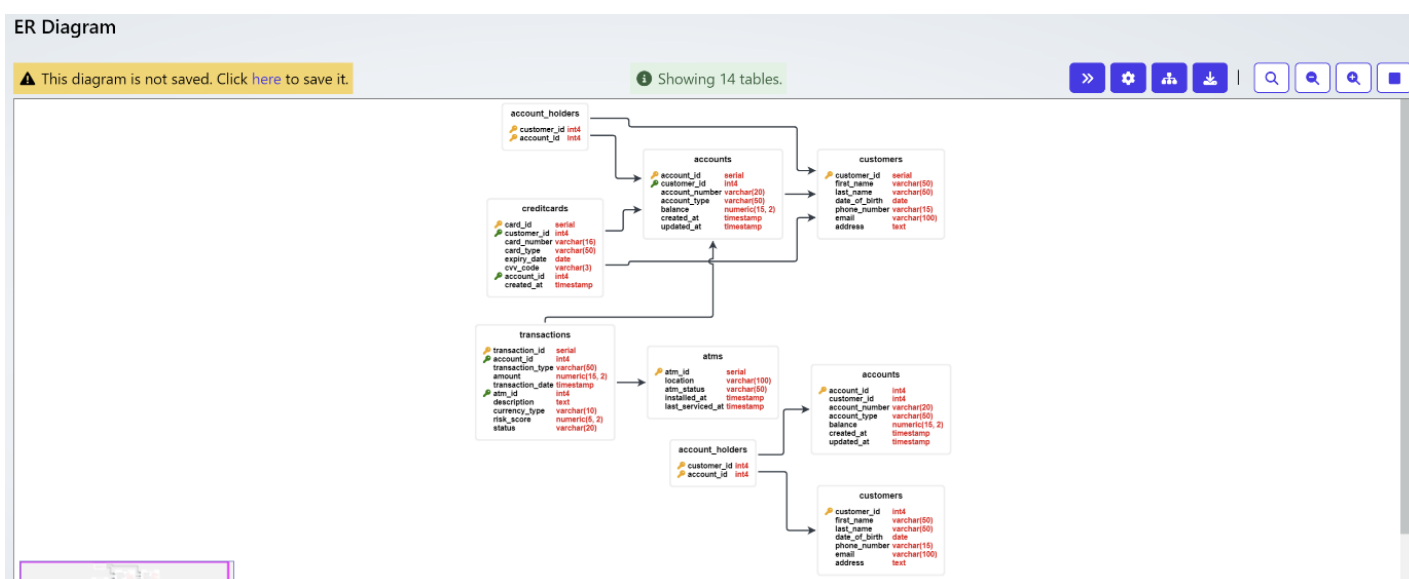 ER Diagram
This diagram is not saved. Click here to save it.
Showing 14 tables.
account_holders
customer_id int4
account_id int4
accounts
account_id serial
customer_id int4
account_number varchar(20)
account_type varchar(50)
balance numeric(15, 2)
created_at timestamp
updated_at timestamp
customers
customer_id serial
first_name varchar(50)
last_name varchar(50)
date_of_birth date
phone_number varchar(15)
email varchar(100)
address text
creditcards
card_id serial
customer_id int4
card_number varchar(16)
card_type varchar(50)
expiry_date date
cvv_code varchar(3)
account_id int4
created_at timestamp
transactions
transaction_id serial
account_id int4
transaction_type varchar(50)
amount numeric(15, 2)
transaction_date timestamp
atm_id int4
description text
currency_type varchar(10)
risk_score numeric(5, 2)
status varchar(20)
atms
atm_id serial
location varchar(100)
atm_status varchar(50)
installed_at timestamp
last_serviced_at timestamp
accounts
account_id int4
customer_id int4
account_number varchar(20)
account_type varchar(50)
balance numeric(15, 2)
created_at timestamp
updated_at timestamp
account_holders
customer_id int4
account_id int4
customers
customer_id int4
first_name varchar(50)
last_name varchar(50)
date_of_birth date
phone_number varchar(15)
email varchar(100)
address text